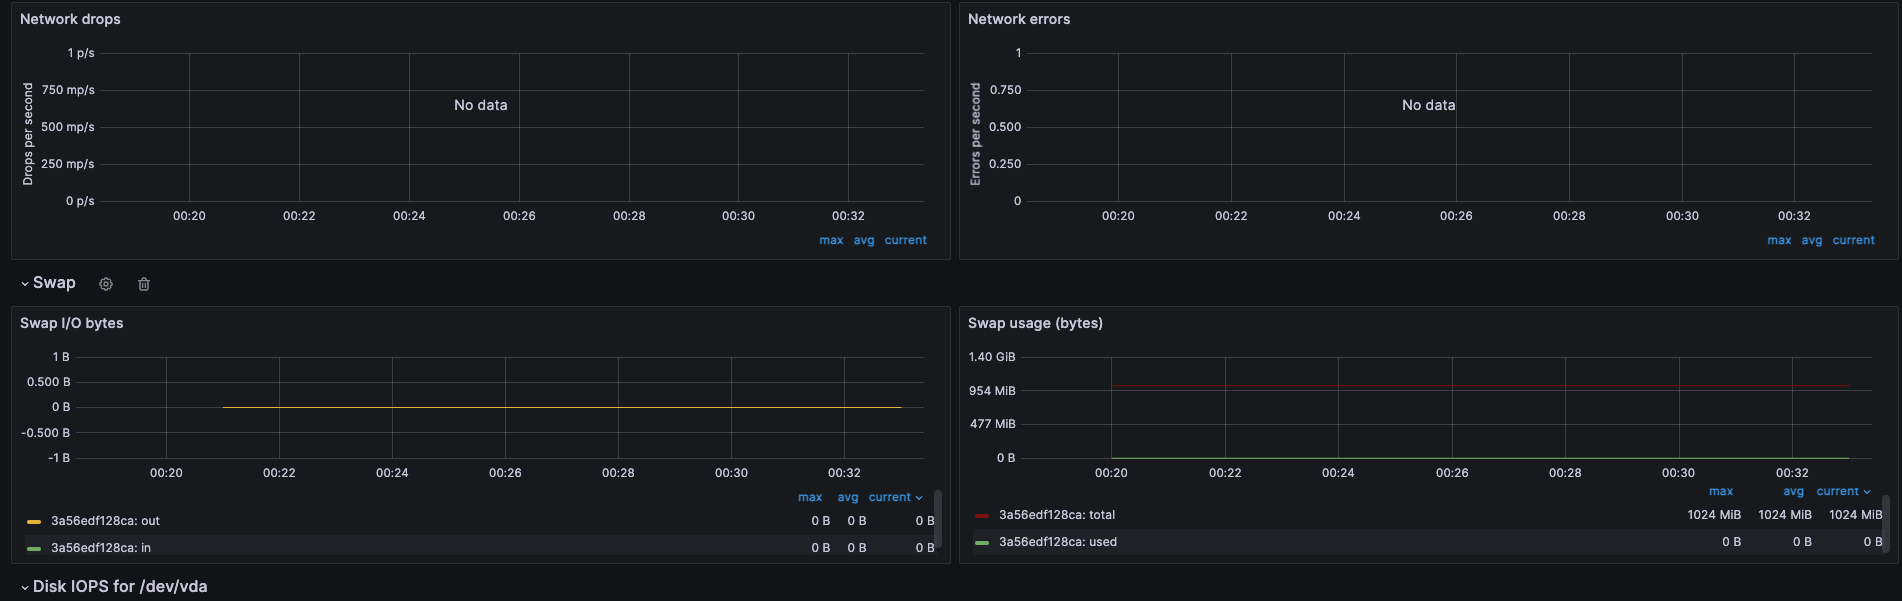 Network drops
Drops per second
1 p/s
750 mp/s
500 mp/s
250 mp/s
0 p/s
No data
00:20 00:22 00:24 00:26 00:28 00:30 00:32
max avg current
Network errors
Errors per second
1
0.750
0.500
0.250
0
No data
00:20 00:22 00:24 00:26 00:28 00:30 00:32
max avg current
Swap
Swap I/O bytes
1 B
0.500 B
0 B
-0.500 B
-1 B
00:20 00:22 00:24 00:26 00:28 00:30 00:32
max avg current
3a56edf128ca: out 0 B 0 B 0 B
3a56edf128ca: in 0 B 0 B 0 B
Swap usage (bytes)
1.40 GiB
954 MiB
477 MiB
0 B
00:20 00:22 00:24 00:26 00:28 00:30 00:32
max avg current
3a56edf128ca: total 1024 MiB 1024 MiB 1024 MiB
3a56edf128ca: used 0 B 0 B 0 B
Disk IOPS for /dev/vda